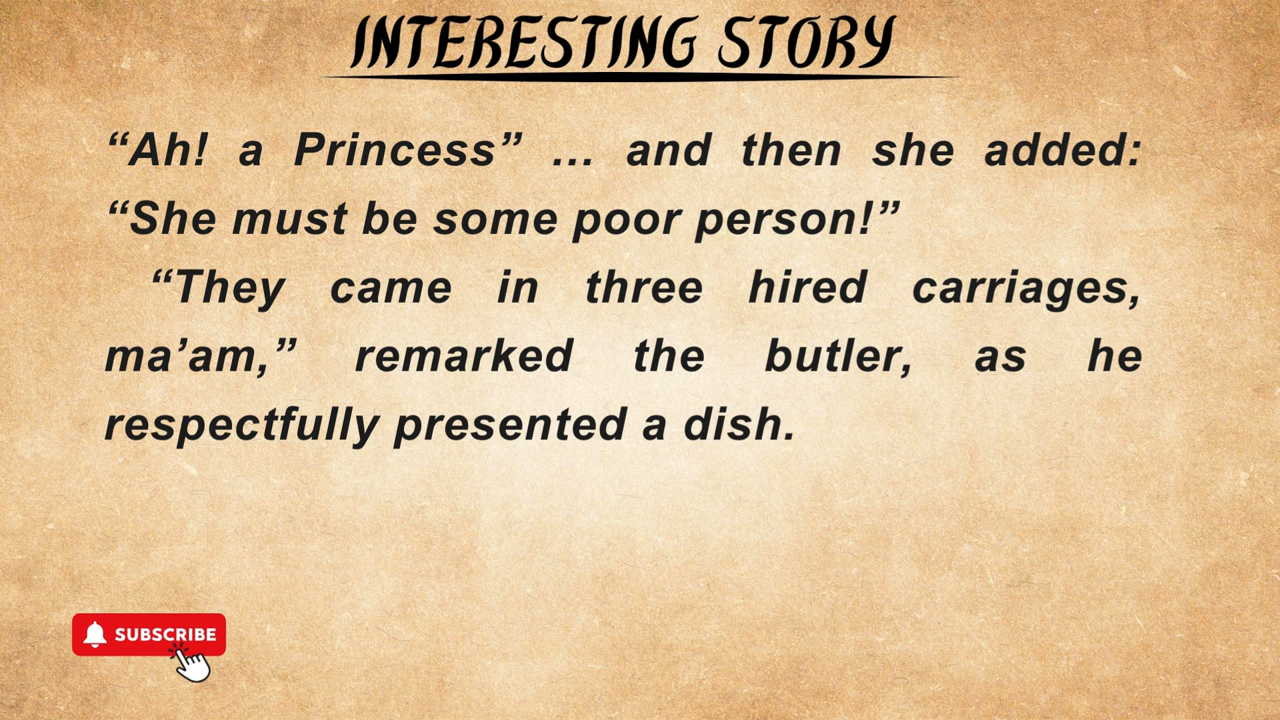 INTERESTING STORY
“Ah! a Princess” ... and then she added:
“She must be some poor person!”
“They came in three hired carriages,
ma’am,” remarked the butler, as he
respectfully presented a dish.
SUBSCRIBE